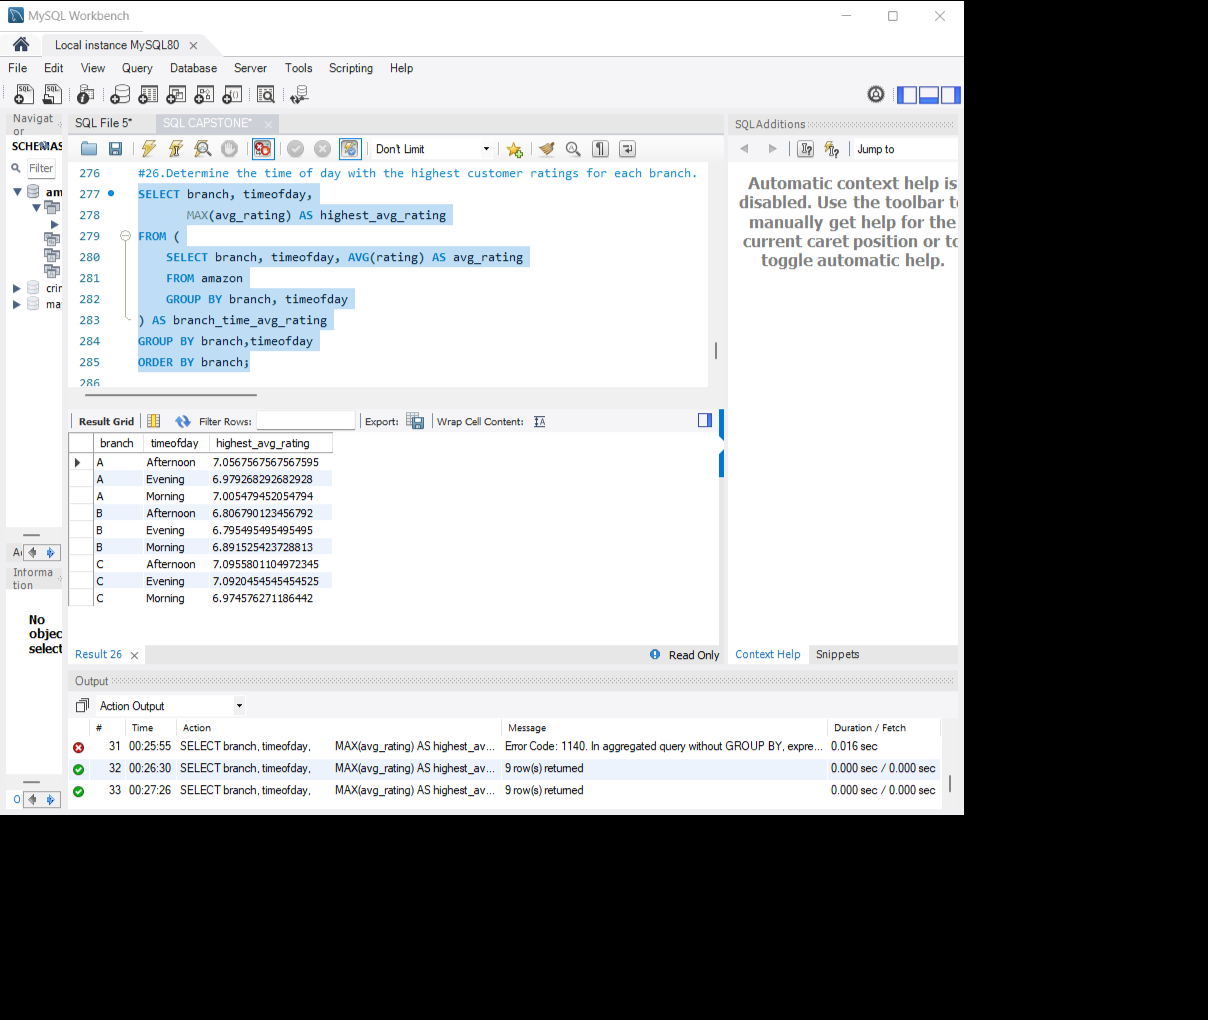 MySQL Workbench
Local instance MySQL80
File Edit View Query Database Server Tools Scripting Help
Navigat
or
SCHEMAS
Filter
am
crin
ma
SQL File 5*
SQL CAPSTONE*
Don't Limit
276 #26.Determine the time of day with the highest customer ratings for each branch.
277 SELECT branch, timeofday,
278 MAX(avg_rating) AS highest_avg_rating
279 FROM (
280 SELECT branch, timeofday, AVG(rating) AS avg_rating
281 FROM amazon
282 GROUP BY branch, timeofday
283 ) AS branch_time_avg_rating
284 GROUP BY branch,timeofday
285 ORDER BY branch;
286
SQLAdditions
Jump to
Automatic context help is
disabled. Use the toolbar to
manually get help for the
current caret position or to
toggle automatic help.
Result Grid Filter Rows: Export: Wrap Cell Content:
branch timeofday highest_avg_rating
A Afternoon 7.0567567567567595
A Evening 6.979268292682928
A Morning 7.005479452054794
B Afternoon 6.806790123456792
B Evening 6.795495495495495
B Morning 6.891525423728813
C Afternoon 7.0955801104972345
C Evening 7.0920454545454525
C Morning 6.974576271186442
Informa
tion
No
objec
select
Result 26
Read Only
Context Help
Snippets
Output
Action Output
# Time Action Message Duration / Fetch
31 00:25:55 SELECT branch, timeofday, MAX(avg_rating) AS highest_av... Error Code: 1140. In aggregated query without GROUP BY, expre... 0.016 sec
32 00:26:30 SELECT branch, timeofday, MAX(avg_rating) AS highest_av... 9 row(s) returned 0.000 sec / 0.000 sec
33 00:27:26 SELECT branch, timeofday, MAX(avg_rating) AS highest_av... 9 row(s) returned 0.000 sec / 0.000 sec